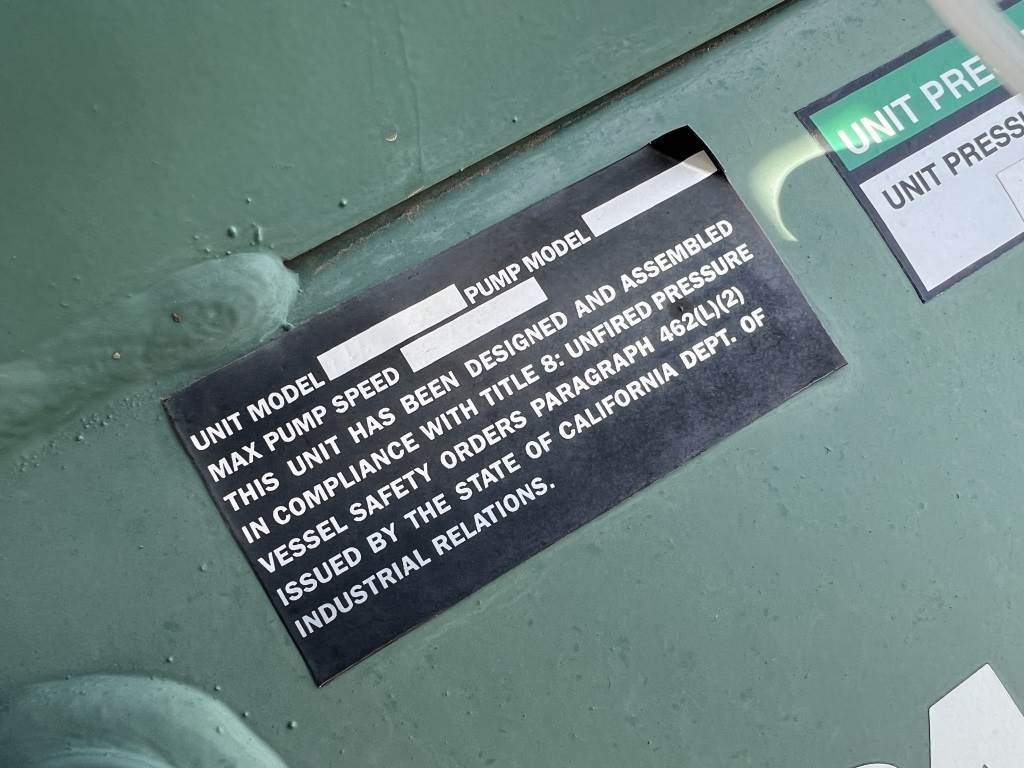 UNIT MODEL PUMP MODEL
MAX PUMP SPEED
THIS UNIT HAS BEEN DESIGNED AND ASSEMBLED
IN COMPLIANCE WITH TITLE 8: UNFIRED PRESSURE
VESSEL SAFETY ORDERS PARAGRAPH 462(L)(2)
ISSUED BY THE STATE OF CALIFORNIA DEPT. OF
INDUSTRIAL RELATIONS.
UNIT PRE
UNIT PRESS